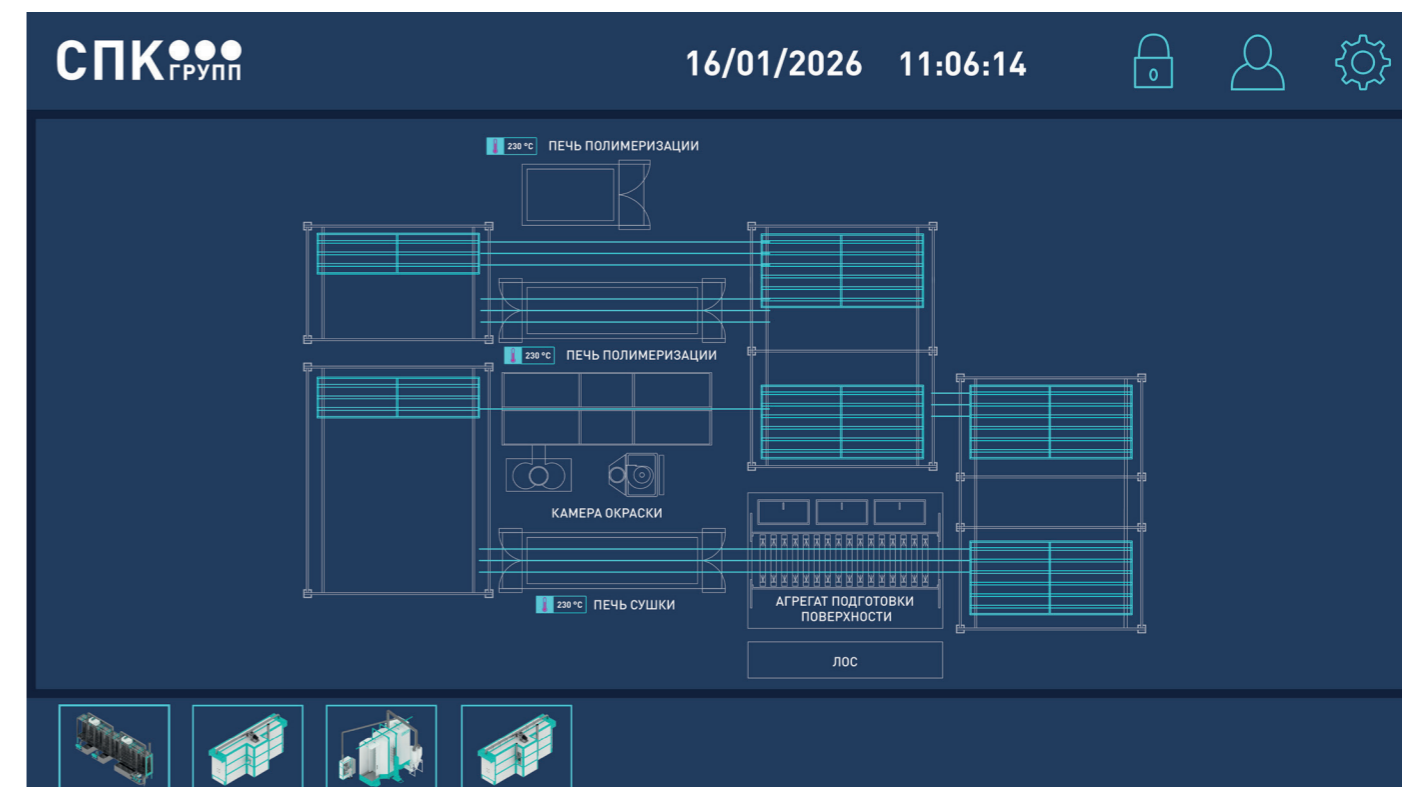 СПК ГРУПП
16/01/2026 11:06:14
0
230 °C ПЕЧЬ ПОЛИМЕРИЗАЦИИ
230 °C ПЕЧЬ ПОЛИМЕРИЗАЦИИ
КАМЕРА ОКРАСКИ
230 °C ПЕЧЬ СУШКИ
АГРЕГАТ ПОДГОТОВКИ
ПОВЕРХНОСТИ
ЛОС